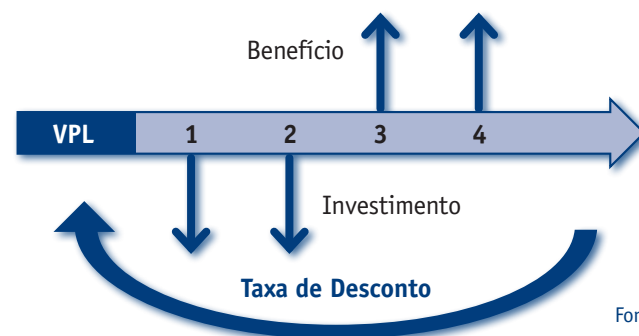 Benefício
VPL 1 2 3 4
Investimento
Taxa de Desconto